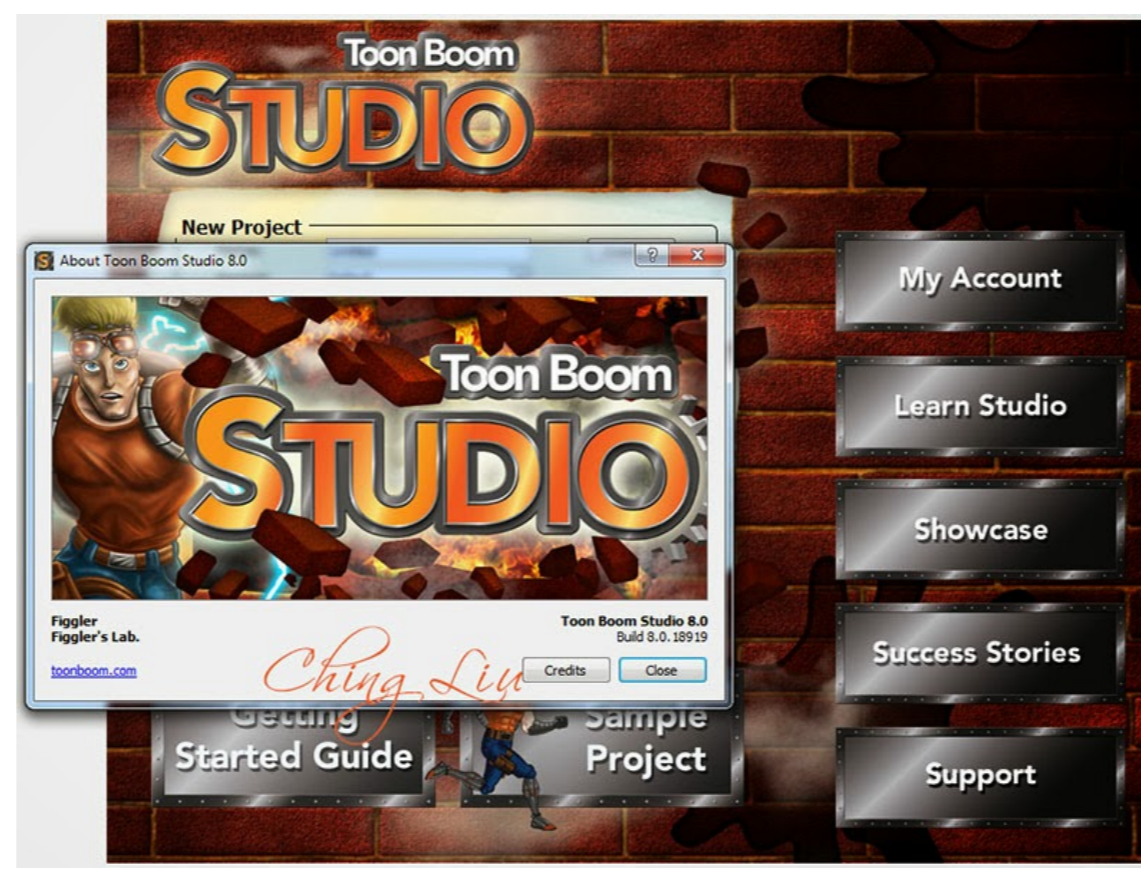 Toon Boom
STUDIO
New Project
About Toon Boom Studio 8.0
Toon Boom
STUDIO
Figgler
Figgler's Lab.
toonboom.com
Toon Boom Studio 8.0
Build 8.0.18919
Ching Liu
Credits
Close
Getting
Started Guide
Sample
Project
My Account
Learn Studio
Showcase
Success Stories
Support